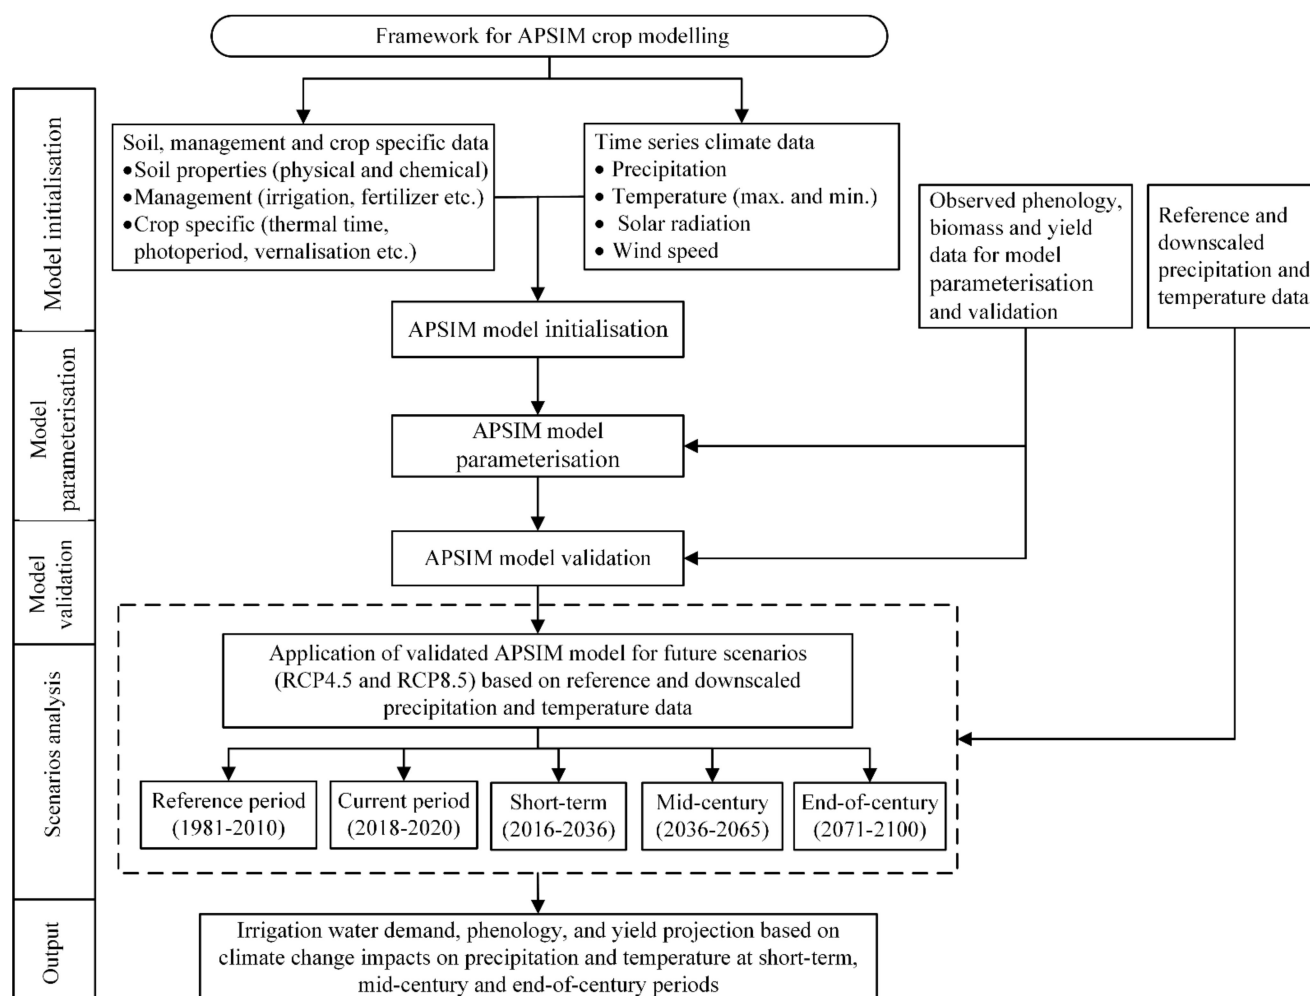 Framework for APSIM crop modelling
Model initialisation
Soil, management and crop specific data
•Soil properties (physical and chemical)
•Management (irrigation, fertilizer etc.)
•Crop specific (thermal time,
photoperiod, vernalisation etc.)
Time series climate data
• Precipitation
• Temperature (max. and min.)
• Solar radiation
• Wind speed
Observed phenology,
biomass and yield
data for model
parameterisation
and validation
Reference and
downscaled
precipitation and
temperature data
APSIM model initialisation
Model
parameterisation
APSIM model
parameterisation
Model
validation
APSIM model validation
Scenarios analysis
Application of validated APSIM model for future scenarios
(RCP4.5 and RCP8.5) based on reference and downscaled
precipitation and temperature data
Reference period
(1981-2010)
Current period
(2018-2020)
Short-term
(2016-2036)
Mid-century
(2036-2065)
End-of-century
(2071-2100)
Output
Irrigation water demand, phenology, and yield projection based on
climate change impacts on precipitation and temperature at short-term,
mid-century and end-of-century periods